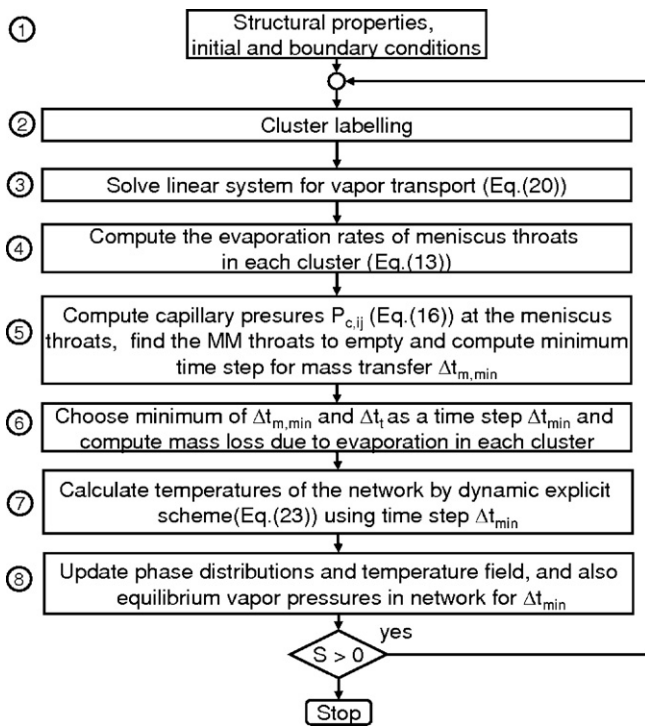 ① Structural properties,
initial and boundary conditions
② Cluster labelling
③ Solve linear system for vapor transport (Eq.(20))
④ Compute the evaporation rates of meniscus throats
in each cluster (Eq.(13))
⑤ Compute capillary presures P_c,ij (Eq.(16)) at the meniscus
throats, find the MM throats to empty and compute minimum
time step for mass transfer Δt_m,min
⑥ Choose minimum of Δt_m,min and Δt_t as a time step Δt_min and
compute mass loss due to evaporation in each cluster
⑦ Calculate temperatures of the network by dynamic explicit
scheme(Eq.(23)) using time step Δt_min
⑧ Update phase distributions and temperature field, and also
equilibrium vapor pressures in network for Δt_min
yes
S > 0
Stop